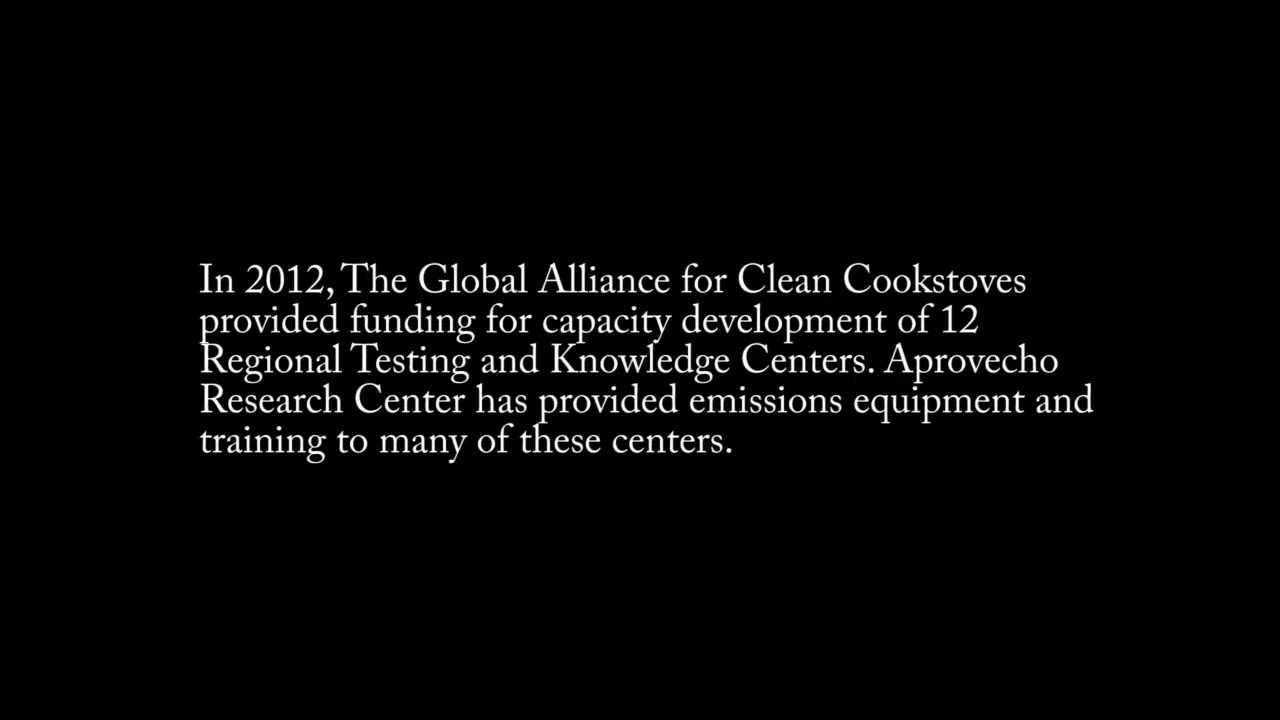 In 2012, The Global Alliance for Clean Cookstoves
provided funding for capacity development of 12
Regional Testing and Knowledge Centers. Aprovecho
Research Center has provided emissions equipment and
training to many of these centers.